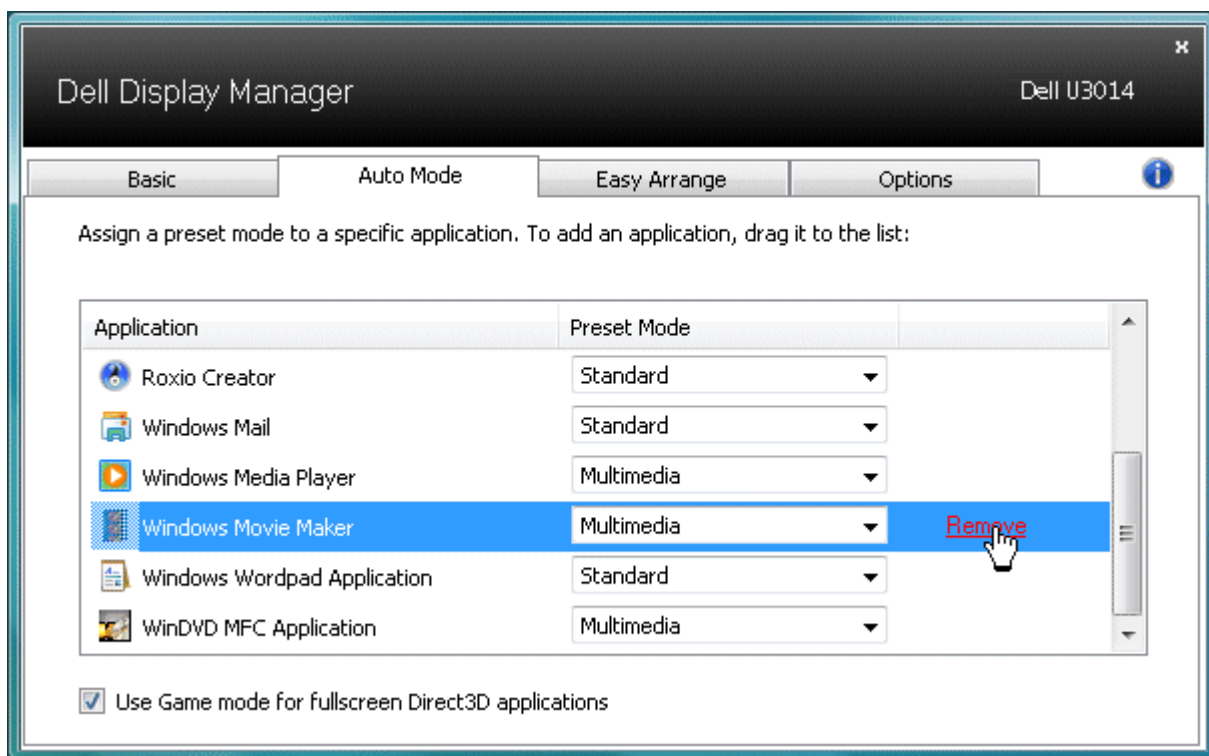 Dell Display Manager
Dell U3014
Basic
Auto Mode
Easy Arrange
Options
Assign a preset mode to a specific application. To add an application, drag it to the list:
Application
Preset Mode
Roxio Creator
Standard
Windows Mail
Standard
Windows Media Player
Multimedia
Windows Movie Maker
Multimedia
Remove
Windows Wordpad Application
Standard
WinDVD MFC Application
Multimedia
Use Game mode for fullscreen Direct3D applications